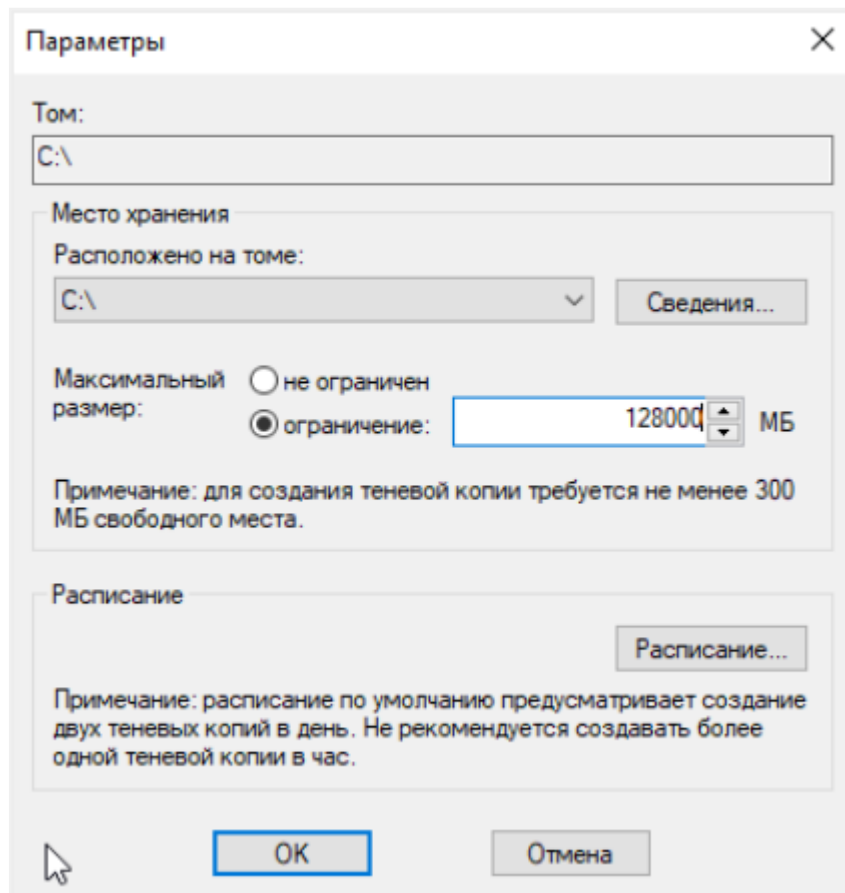 Параметры
Том:
C:\
Место хранения
Расположено на томе:
C:\
Сведения...
Максимальный размер:
не ограничен
ограничение:
128000
МБ
Примечание: для создания теневой копии требуется не менее 300
МБ свободного места.
Расписание
Расписание...
Примечание: расписание по умолчанию предусматривает создание
двух теневых копий в день. Не рекомендуется создавать более
одной теневой копии в час.
OK
Отмена